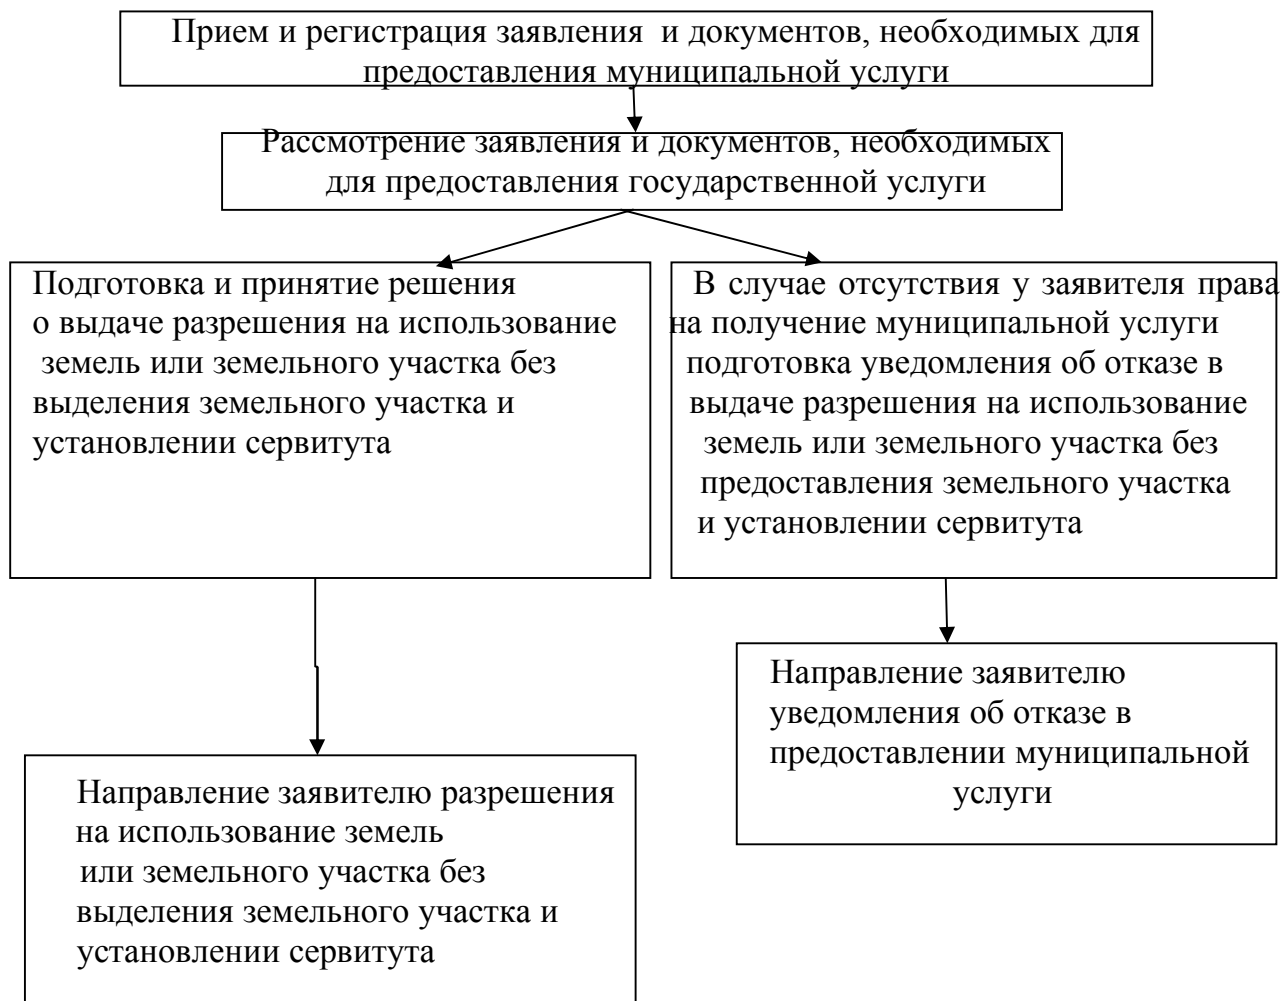 Прием и регистрация заявления и документов, необходимых для
предоставления муниципальной услуги
Рассмотрение заявления и документов, необходимых
для предоставления государственной услуги
Подготовка и принятие решения
о выдаче разрешения на использование
земель или земельного участка без
выделения земельного участка и
установлении сервитута
В случае отсутствия у заявителя права
на получение муниципальной услуги
подготовка уведомления об отказе в
выдаче разрешения на использование
земель или земельного участка без
предоставления земельного участка
и установлении сервитута
Направление заявителю
уведомления об отказе в
предоставлении муниципальной
услуги
Направление заявителю разрешения
на использование земель
или земельного участка без
выделения земельного участка и
установлении сервитута